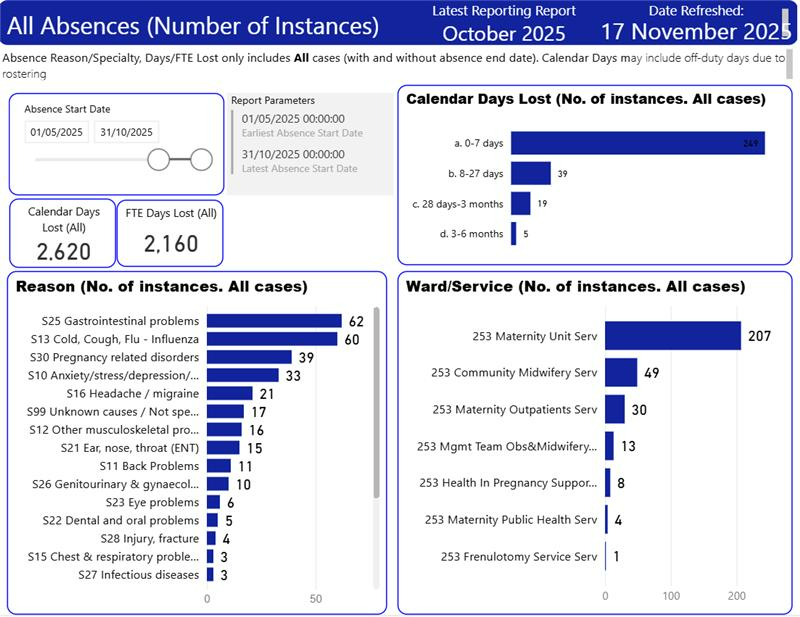 All Absences (Number of Instances)
Latest Reporting Report
October 2025
Date Refreshed:
17 November 2025
Absence Reason/Specialty, Days/FTE Lost only includes All cases (with and without absence end date). Calendar Days may include off-duty days due to
rostering
Absence Start Date
01/05/2025
31/10/2025
Report Parameters
01/05/2025 00:00:00
Earliest Absence Start Date
31/10/2025 00:00:00
Latest Absence Start Date
Calendar Days
Lost (All)
2,620
FTE Days Lost (All)
2,160
Calendar Days Lost (No. of instances. All cases)
a. 0-7 days 249
b. 8-27 days 39
c. 28 days-3 months 19
d. 3-6 months 5
Reason (No. of instances. All cases)
S25 Gastrointestinal problems 62
S13 Cold, Cough, Flu - Influenza 60
S30 Pregnancy related disorders 39
S10 Anxiety/stress/depression/... 33
S16 Headache / migraine 21
S99 Unknown causes / Not spe... 17
S12 Other musculoskeletal pro... 16
S21 Ear, nose, throat (ENT) 15
S11 Back Problems 11
S26 Genitourinary & gynaecol... 10
S23 Eye problems 6
S22 Dental and oral problems 5
S28 Injury, fracture 4
S15 Chest & respiratory proble... 3
S27 Infectious diseases 3
0 50
Ward/Service (No. of instances. All cases)
253 Maternity Unit Serv 207
253 Community Midwifery Serv 49
253 Maternity Outpatients Serv 30
253 Mgmt Team Obs&Midwifery... 13
253 Health In Pregnancy Suppor... 8
253 Maternity Public Health Serv 4
253 Frenulotomy Service Serv 1
0 100 200